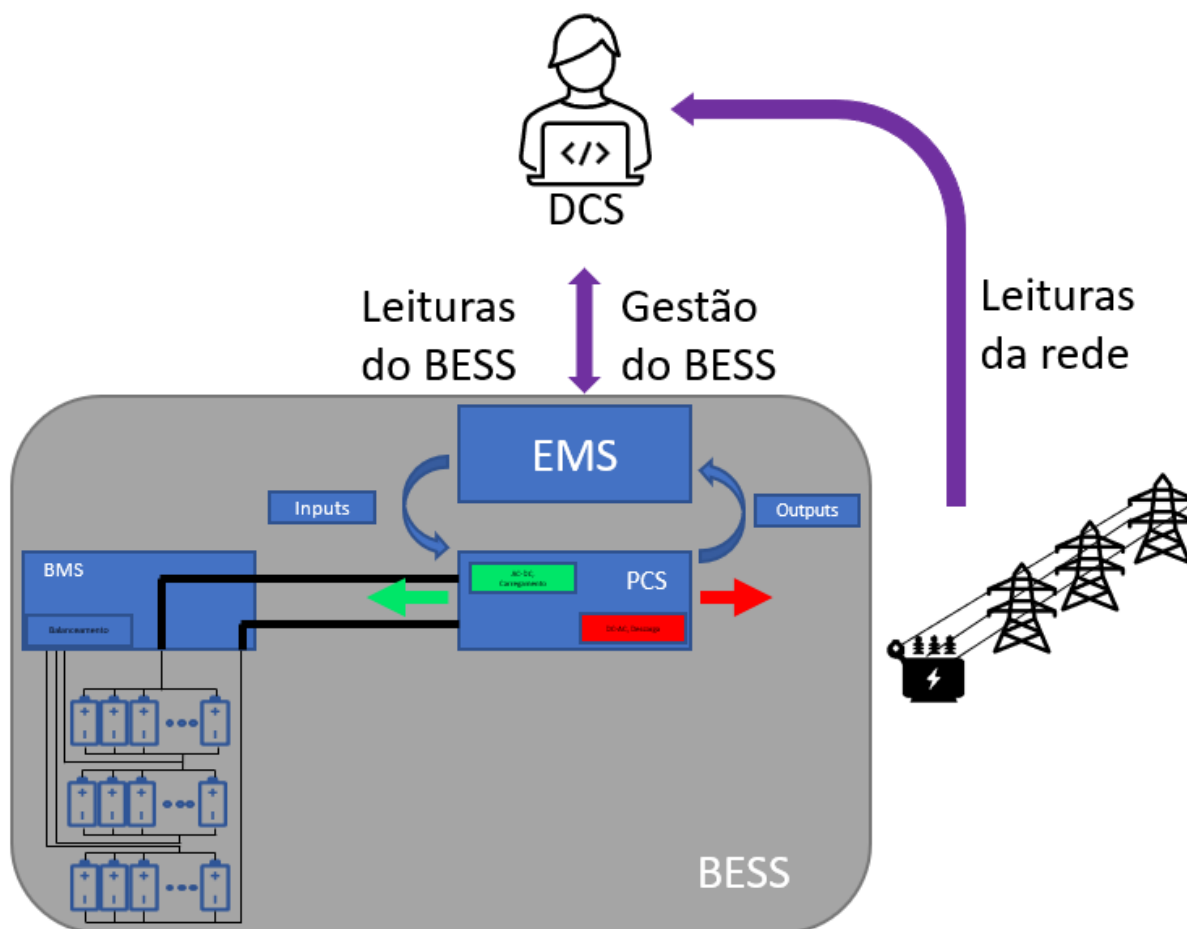 </>
DCS
Leituras
do BESS
Gestão
do BESS
Leituras
da rede
EMS
Inputs
Outputs
BMS
Balanceamento
AC-DC,
Carregamento
PCS
DC-AC, Descarga
BESS